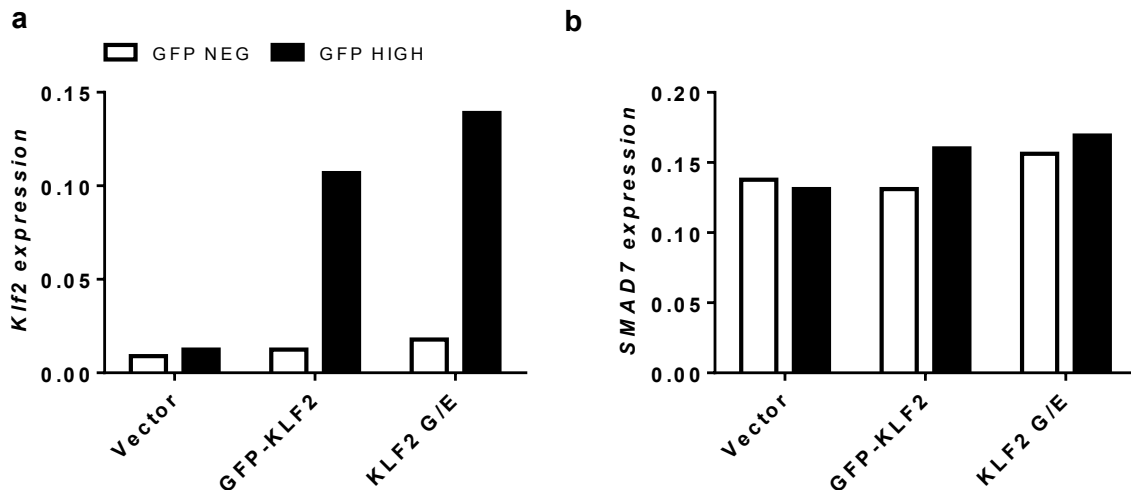 a
GFP NEG GFP HIGH
Klf2 expression
0.15
0.10
0.05
0.00
Vector
GFP-KLF2
KLF2 G/E
b
SMAD7 expression
0.20
0.15
0.10
0.05
0.00
Vector
GFP-KLF2
KLF2 G/E